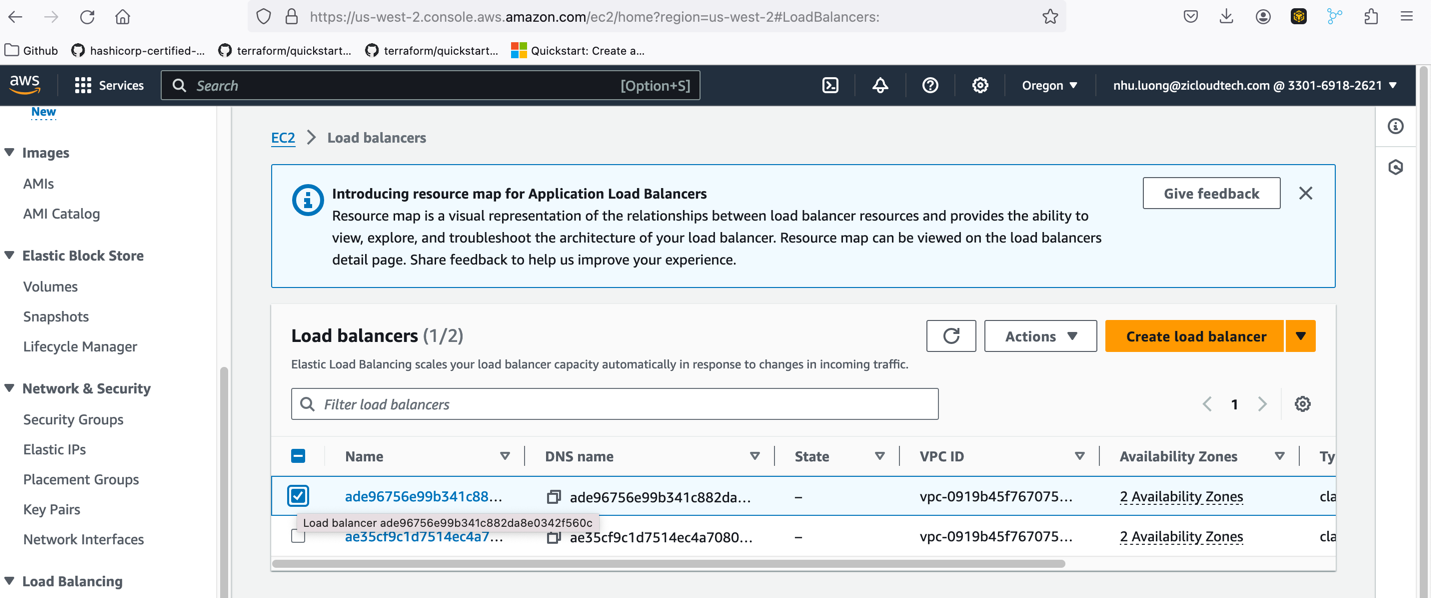 https://us-west-2.console.aws.amazon.com/ec2/home?region=us-west-2#LoadBalancers:
Github
hashicorp-certified-...
terraform/quickstart...
terraform/quickstart...
Quickstart: Create a...
aws
Services
Search
[Option+S]
Oregon
nhu.luong@zicloudtech.com @ 3301-6918-2621
New
Images
AMIs
AMI Catalog
Elastic Block Store
Volumes
Snapshots
Lifecycle Manager
Network & Security
Security Groups
Elastic IPs
Placement Groups
Key Pairs
Network Interfaces
Load Balancing
EC2 > Load balancers
Introducing resource map for Application Load Balancers
Resource map is a visual representation of the relationships between load balancer resources and provides the ability to
view, explore, and troubleshoot the architecture of your load balancer. Resource map can be viewed on the load balancers
detail page. Share feedback to help us improve your experience.
Give feedback
Load balancers (1/2)
Actions
Create load balancer
Elastic Load Balancing scales your load balancer capacity automatically in response to changes in incoming traffic.
Filter load balancers
1
Name
DNS name
State
VPC ID
Availability Zones
Ty
ade96756e99b341c88...
ade96756e99b341c882da...
–
vpc-0919b45f767075...
2 Availability Zones
cla
Load balancer ade96756e99b341c882da8e0342f560c
ae35cf9c1d7514ec4a7...
ae35cf9c1d7514ec4a7080...
–
vpc-0919b45f767075...
2 Availability Zones
cla